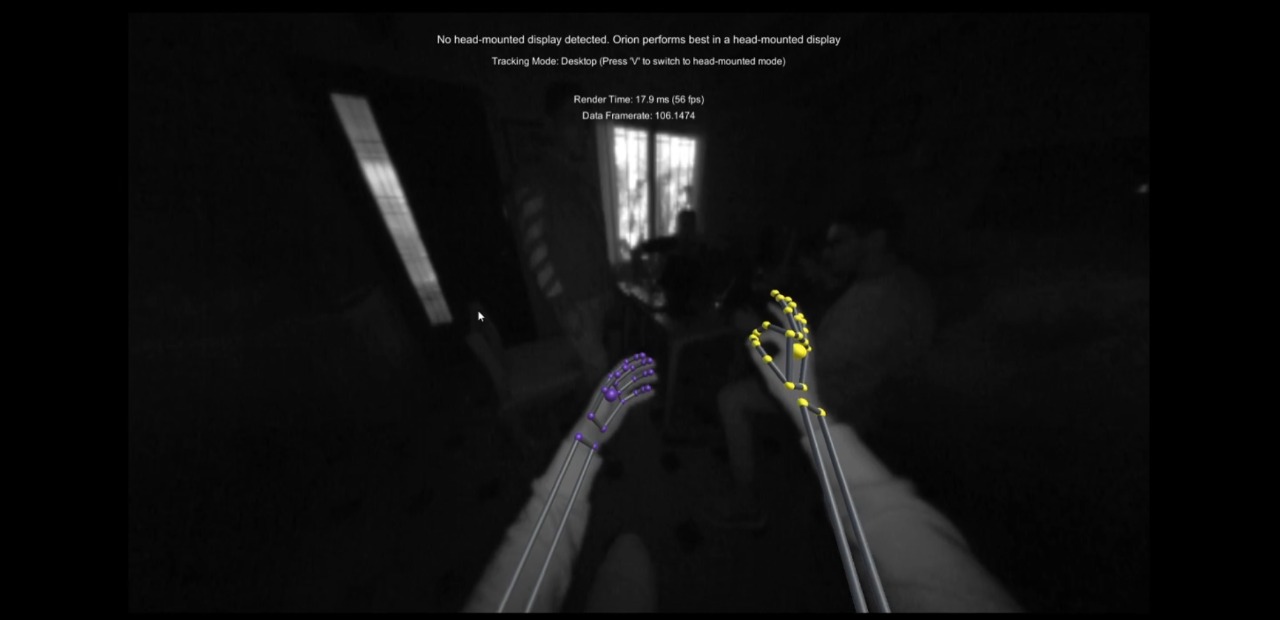 No head-mounted display detected. Orion performs best in a head-mounted display
Tracking Mode: Desktop (Press 'V' to switch to head-mounted mode)
Render Time: 17.9 ms (56 fps)
Data Framerate: 106.1474